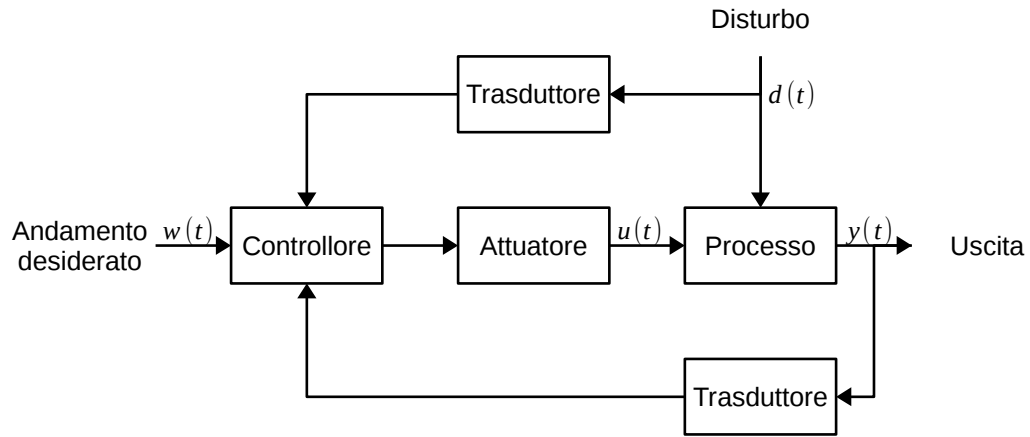 Disturbo
Trasduttore
d(t)
Andamento
desiderato
w(t)
Controllore
Attuatore
u(t)
Processo
y(t)
Uscita
Trasduttore